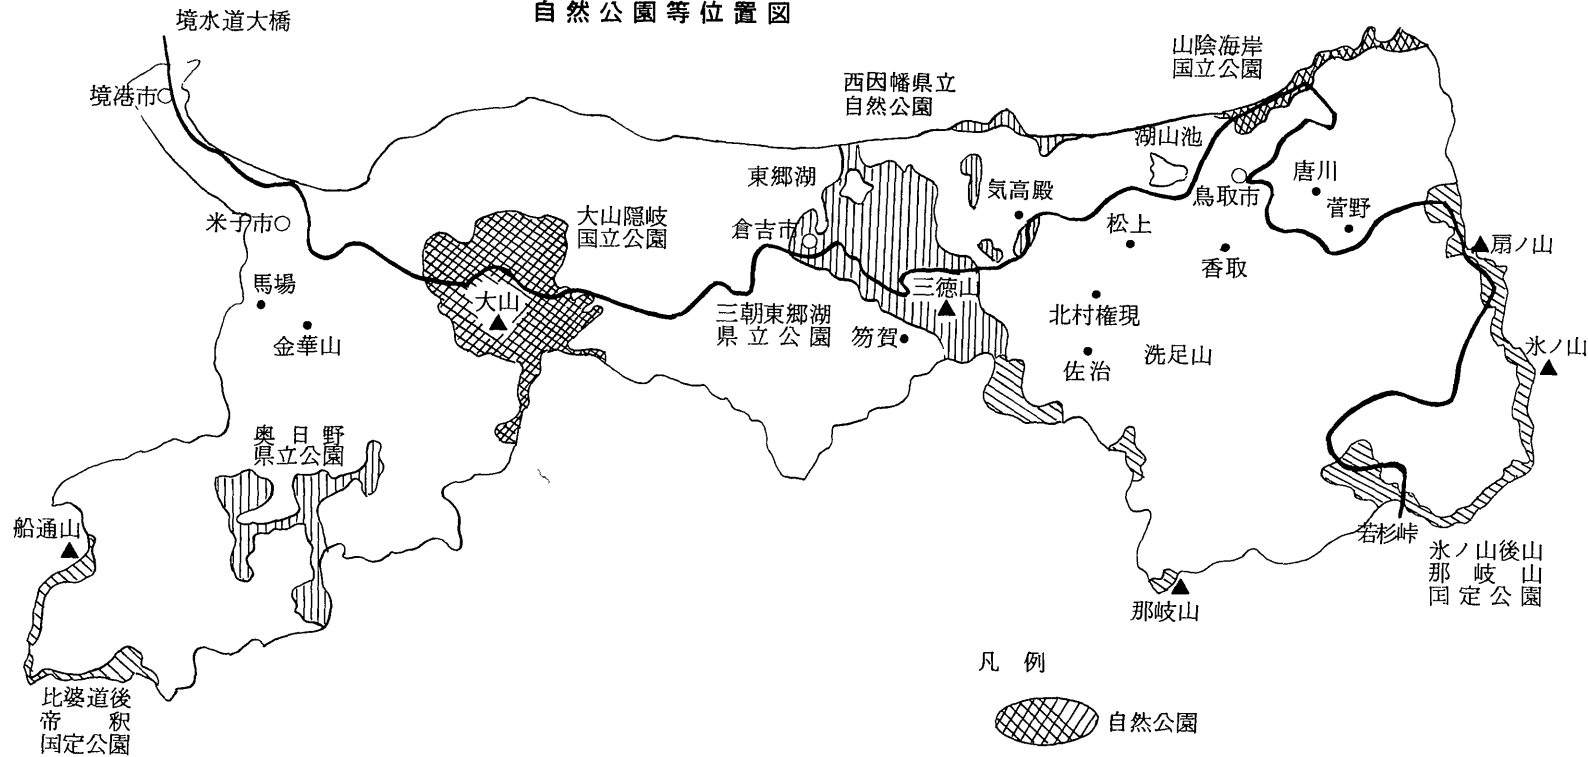 自然公園等位置図
境水道大橋
境港市
米子市
馬場
金華山
大山隠岐
国立公園
大山
奥日野
県立公園
船通山
比婆道後
帝釈
国定公園
西因幡県立
自然公園
東郷湖
倉吉市
三朝東郷湖
県立公園
三徳山
笏賀
気高殿
山陰海岸
国立公園
湖山池
鳥取市
唐川
菅野
松上
香取
北村権現
佐治
洗足山
扇ノ山
氷ノ山
若杉峠
氷ノ山後山
那岐山
国定公園
那岐山
凡例
自然公園